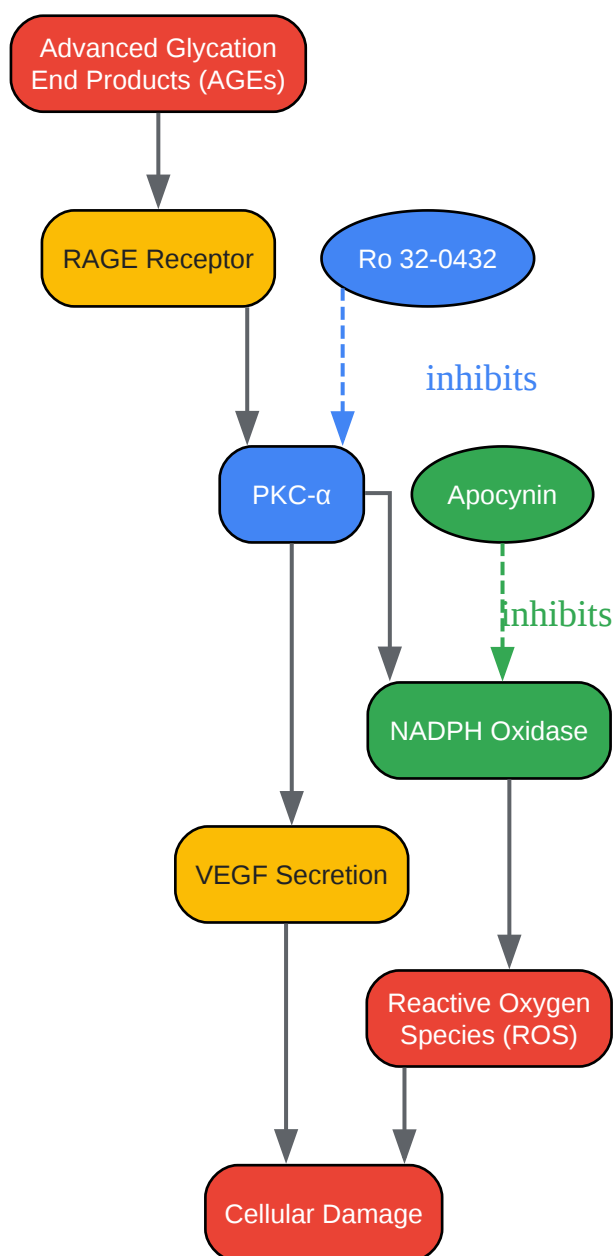 Advanced Glycation
End Products (AGEs)
RAGE Receptor
Ro 32-0432
inhibits
PKC-α
Apocynin
inhibits
NADPH Oxidase
VEGF Secretion
Reactive Oxygen
Species (ROS)
Cellular Damage